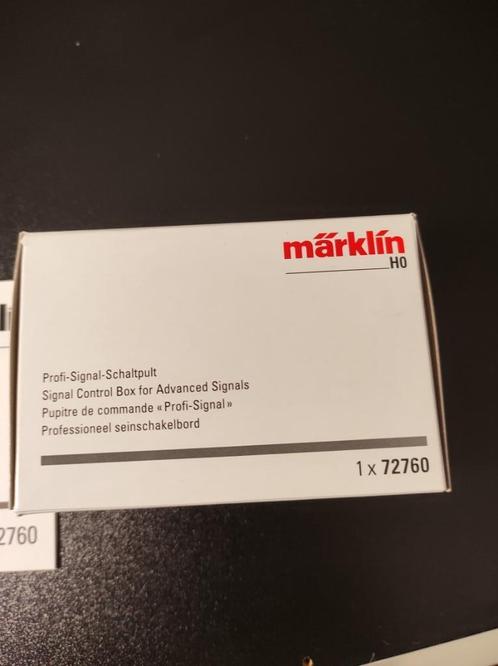 märklin
H0
Profi-Signal-Schaltpult
Signal Control Box for Advanced Signals
Pupitre de commande « Profi-Signal »
Professioneel seinschakelbord
1 x 72760
2760